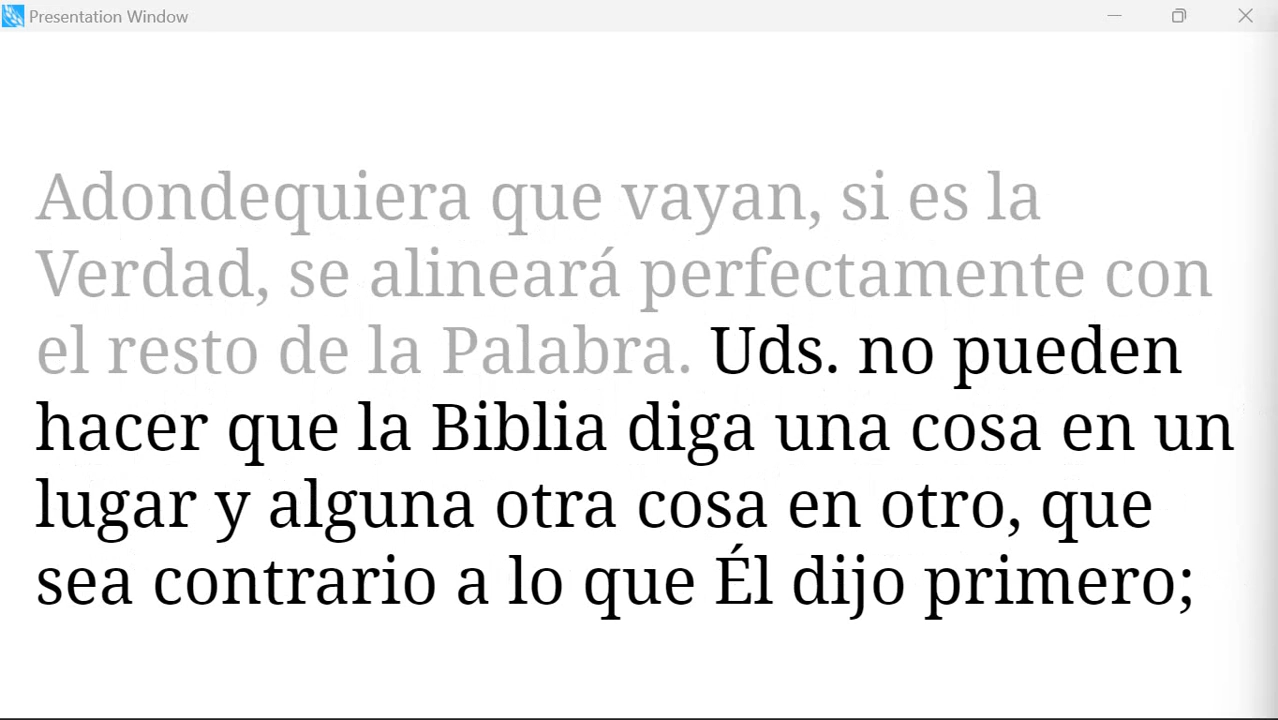 Presentation Window
Adondequiera que vayan, si es la
Verdad, se alineará perfectamente con
el resto de la Palabra. Uds. no pueden
hacer que la Biblia diga una cosa en un
lugar y alguna otra cosa en otro, que
sea contrario a lo que Él dijo primero;